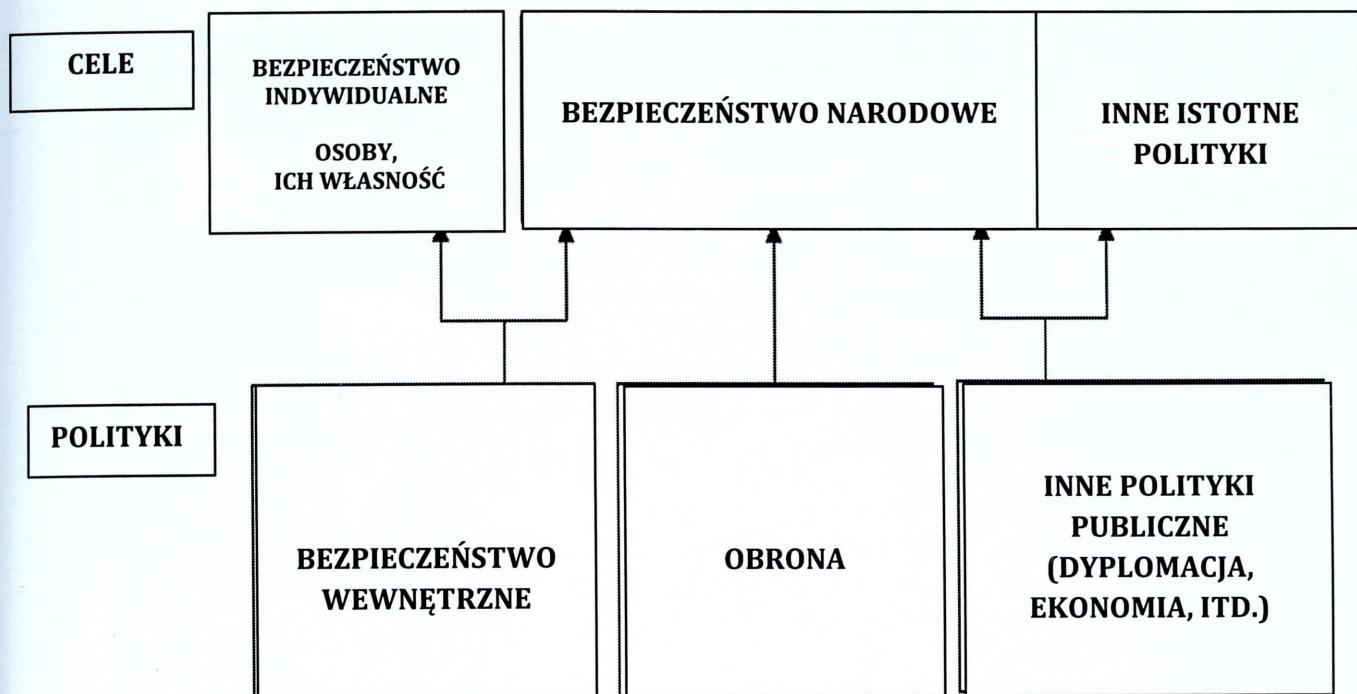 CELE
BEZPIECZEŃSTWO
INDYWIDUALNE
OSOBY,
ICH WŁASNOŚĆ
BEZPIECZEŃSTWO NARODOWE
INNE ISTOTNE
POLITYKI
POLITYKI
BEZPIECZEŃSTWO
WEWNĘTRZNE
OBRONA
INNE POLITYKI
PUBLICZNE
(DYPLOMACJA,
EKONOMIA, ITD.)